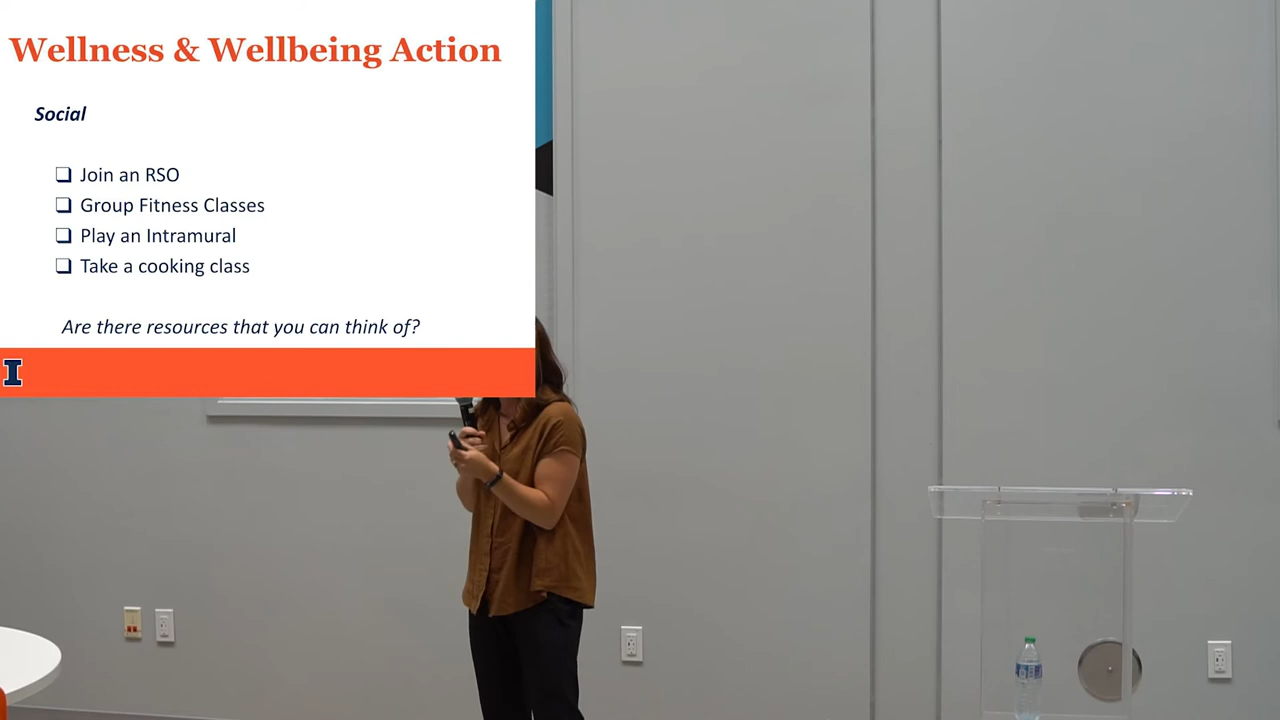 Wellness & Wellbeing Action
Social
❏ Join an RSO
❏ Group Fitness Classes
❏ Play an Intramural
❏ Take a cooking class
Are there resources that you can think of?
I